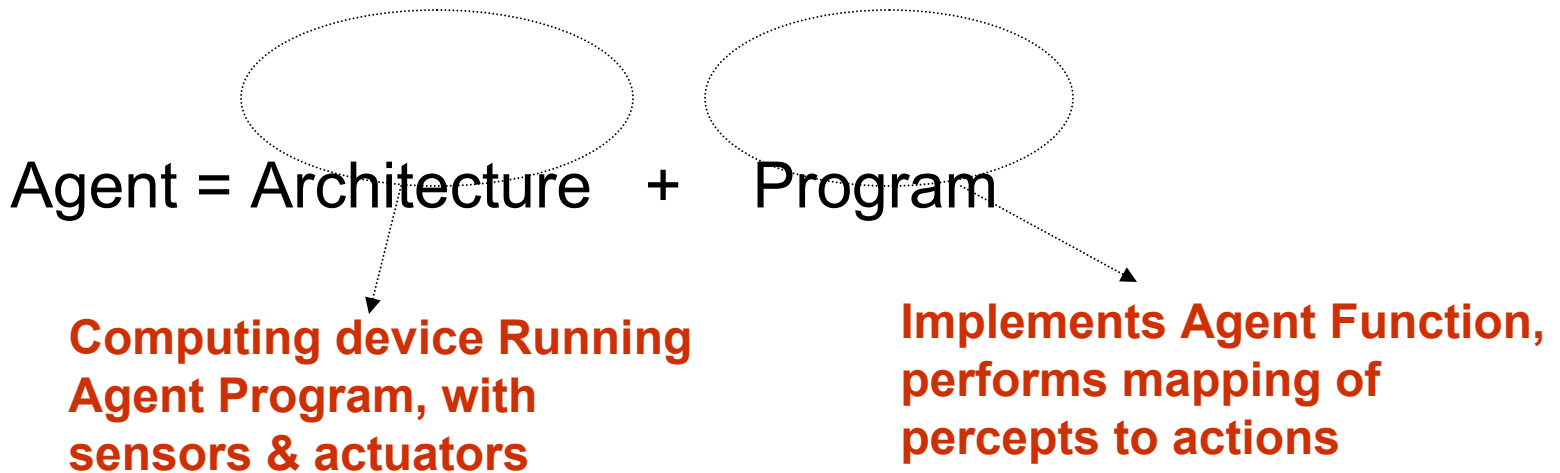 Agent = Architecture + Program
Computing device Running
Agent Program, with
sensors & actuators
Implements Agent Function,
performs mapping of
percepts to actions